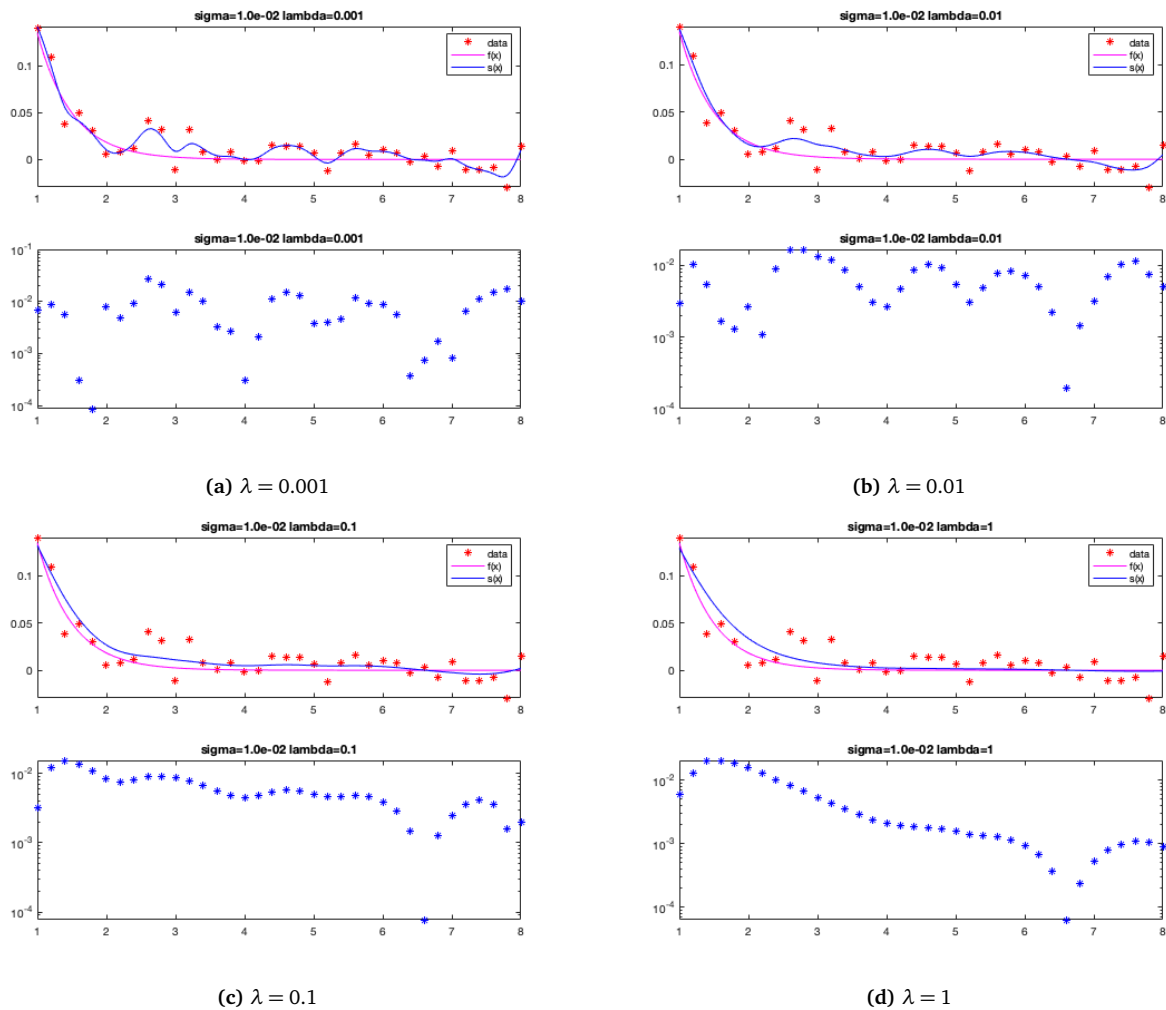 sigma=1.0e-02 lambda=0.001
data
f(x)
s(x)
0.1
0.05
0
1 2 3 4 5 6 7 8
sigma=1.0e-02 lambda=0.001
10⁻¹
10⁻²
10⁻³
10⁻⁴
1 2 3 4 5 6 7 8
(a) λ = 0.001
sigma=1.0e-02 lambda=0.01
data
f(x)
s(x)
0.1
0.05
0
1 2 3 4 5 6 7 8
sigma=1.0e-02 lambda=0.01
10⁻²
10⁻³
10⁻⁴
1 2 3 4 5 6 7 8
(b) λ = 0.01
sigma=1.0e-02 lambda=0.1
data
f(x)
s(x)
0.1
0.05
0
1 2 3 4 5 6 7 8
sigma=1.0e-02 lambda=0.1
10⁻²
10⁻³
10⁻⁴
1 2 3 4 5 6 7 8
(c) λ = 0.1
sigma=1.0e-02 lambda=1
data
f(x)
s(x)
0.1
0.05
0
1 2 3 4 5 6 7 8
sigma=1.0e-02 lambda=1
10⁻²
10⁻³
10⁻⁴
1 2 3 4 5 6 7 8
(d) λ = 1